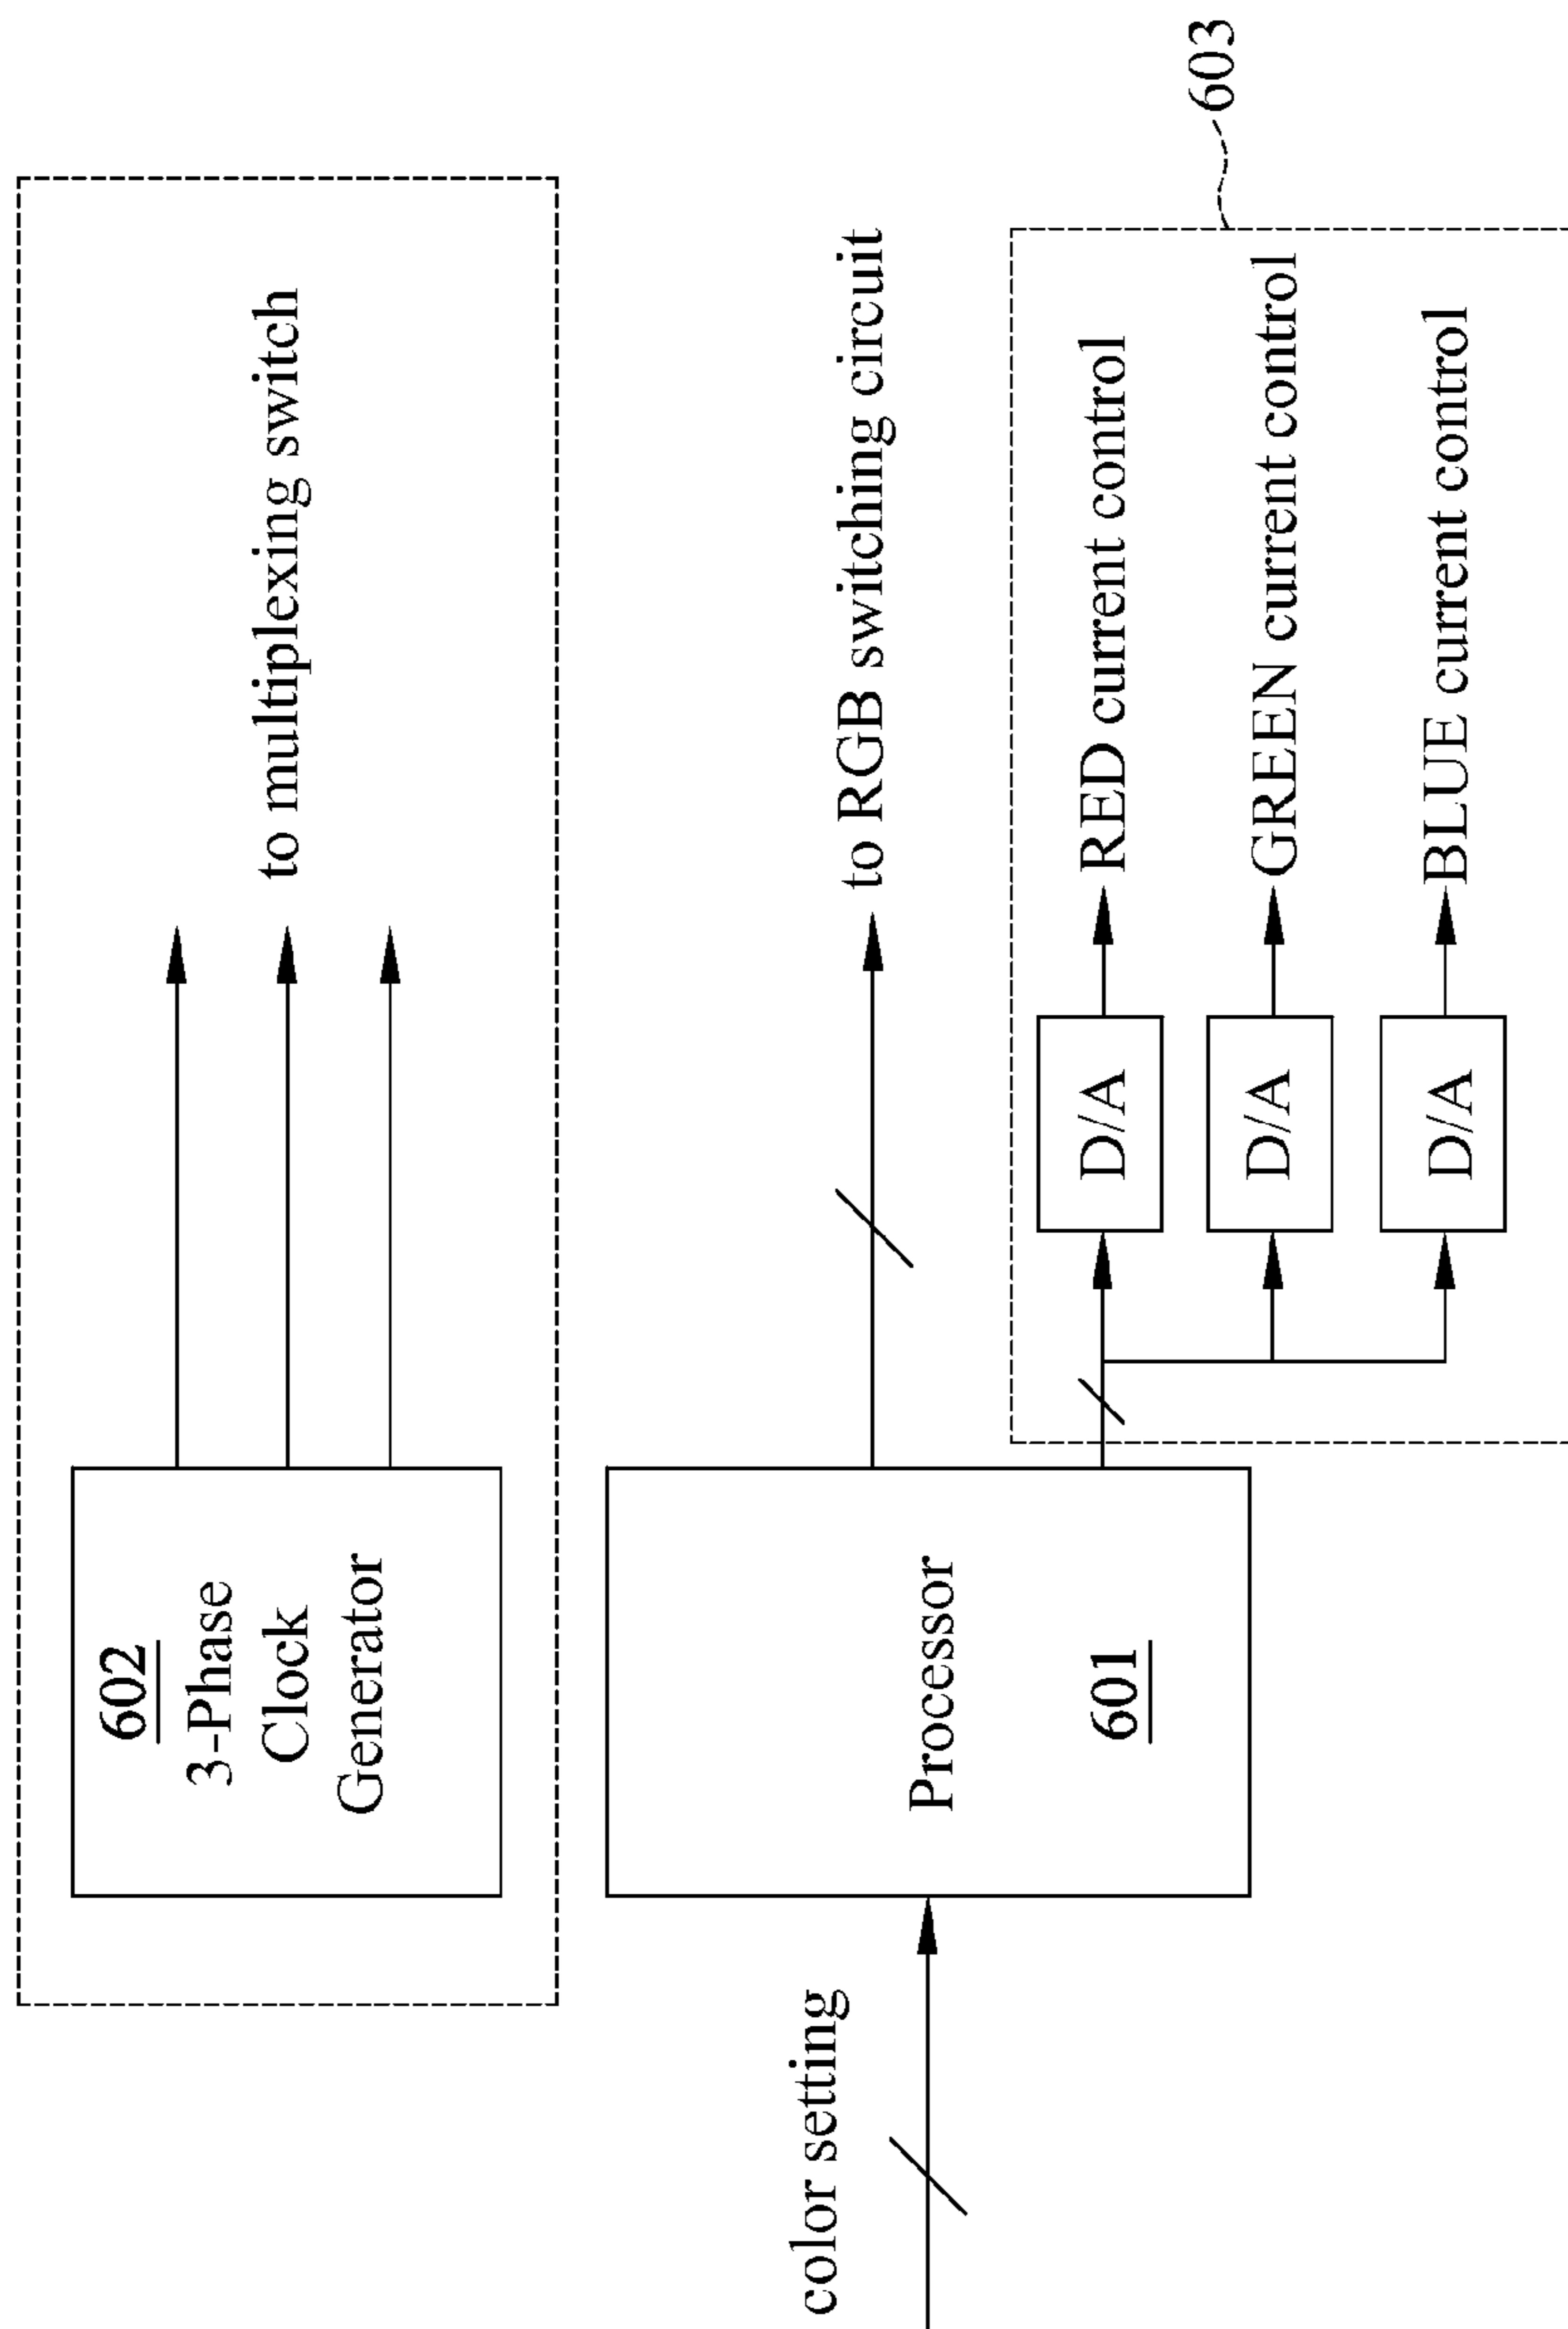 602
3-Phase
Clock
Generator
to multiplexing switch
color setting
Processor
601
to RGB switching circuit
D/A
RED current control
D/A
GREEN current control
D/A
BLUE current control
603